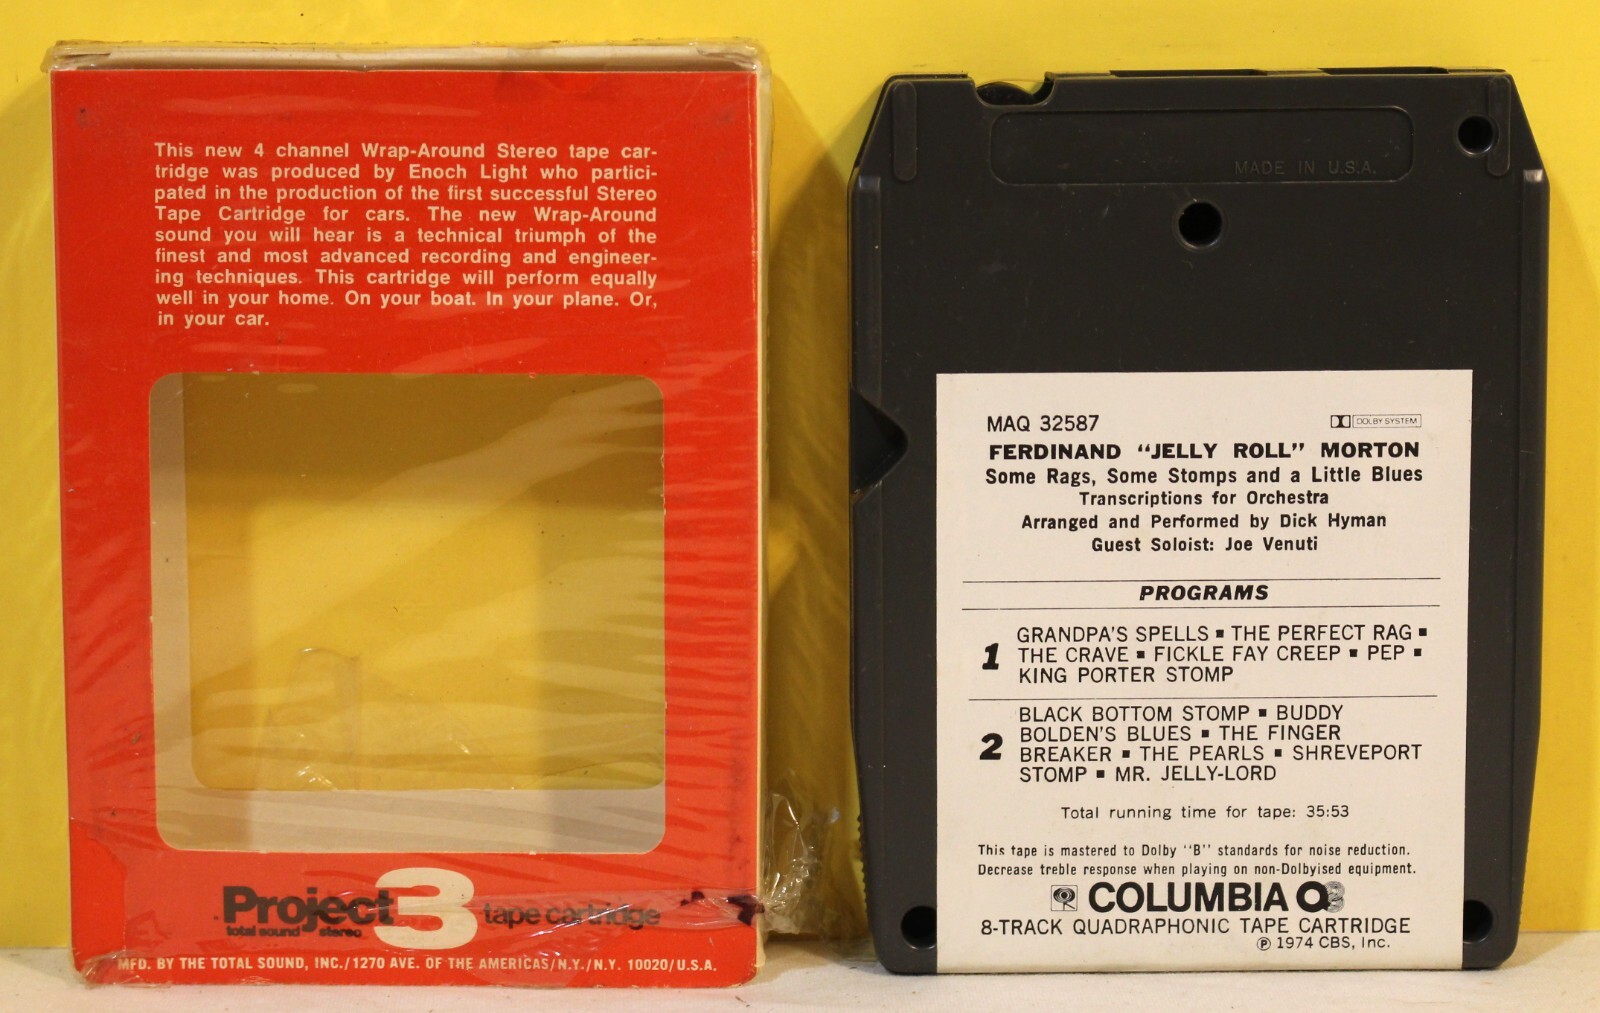 This new 4 channel Wrap-Around Stereo tape car-
tridge was produced by Enoch Light who partici-
pated in the production of the first successful Stereo
Tape Cartridge for cars. The new Wrap-Around
sound you will hear is a technical triumph of the
finest and most advanced recording and engineer-
ing techniques. This cartridge will perform equally
well in your home. On your boat. In your plane. Or,
in your car.
Project 3 tape cartridge
total sound stereo
MFD. BY THE TOTAL SOUND, INC./1270 AVE. OF THE AMERICAS/N.Y./N.Y. 10020/U.S.A.
MADE IN U.S.A.
MAQ 32587 DOLBY SYSTEM
FERDINAND "JELLY ROLL" MORTON
Some Rags, Some Stomps and a Little Blues
Transcriptions for Orchestra
Arranged and Performed by Dick Hyman
Guest Soloist: Joe Venuti
PROGRAMS
1 GRANDPA'S SPELLS ▪ THE PERFECT RAG ▪
THE CRAVE ▪ FICKLE FAY CREEP ▪ PEP ▪
KING PORTER STOMP
2 BLACK BOTTOM STOMP ▪ BUDDY
BOLDEN'S BLUES ▪ THE FINGER
BREAKER ▪ THE PEARLS ▪ SHREVEPORT
STOMP ▪ MR. JELLY-LORD
Total running time for tape: 35:53
This tape is mastered to Dolby "B" standards for noise reduction.
Decrease treble response when playing on non-Dolbyised equipment.
COLUMBIA Q8
8-TRACK QUADRAPHONIC TAPE CARTRIDGE
℗ 1974 CBS, Inc.